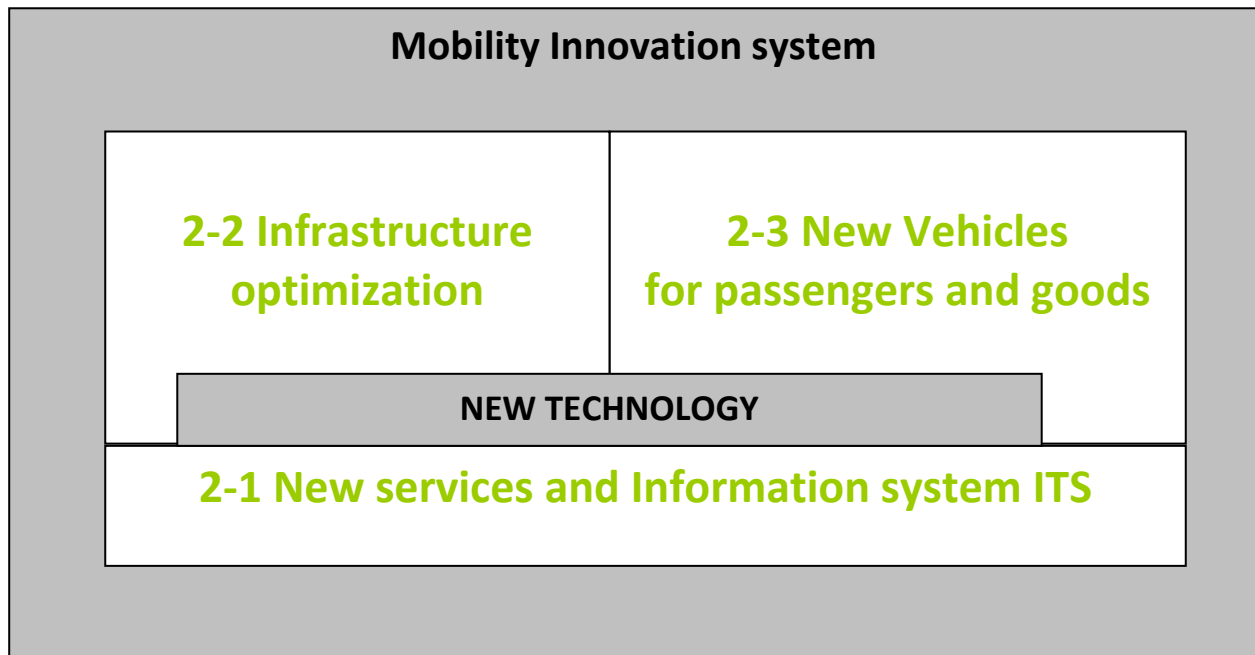 Mobility Innovation system
2-2 Infrastructure
optimization
2-3 New Vehicles
for passengers and goods
NEW TECHNOLOGY
2-1 New services and Information system ITS